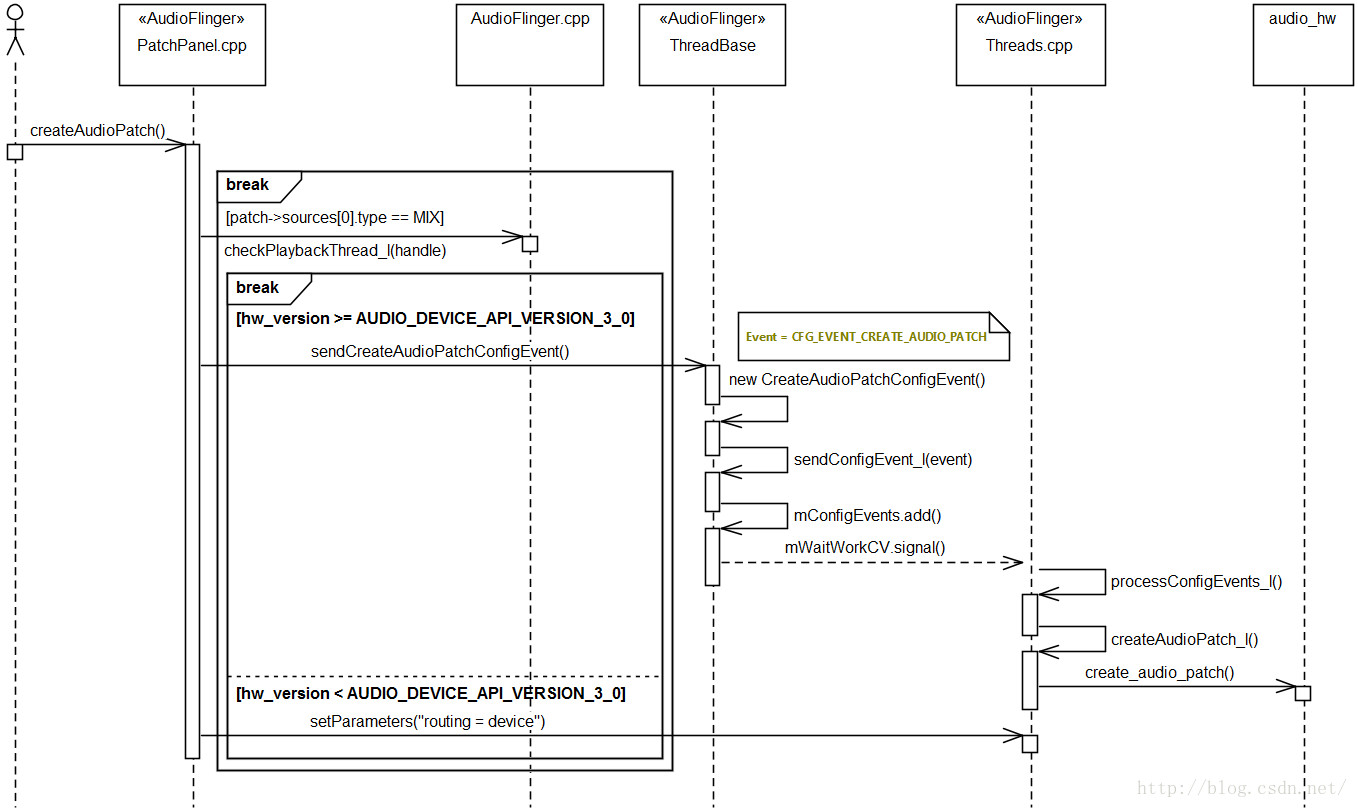 «AudioFlinger»
PatchPanel.cpp
AudioFlinger.cpp
«AudioFlinger»
ThreadBase
«AudioFlinger»
Threads.cpp
audio_hw
createAudioPatch()
break
[patch->sources[0].type == MIX]
checkPlaybackThread_l(handle)
break
[hw_version >= AUDIO_DEVICE_API_VERSION_3_0]
Event = CFG_EVENT_CREATE_AUDIO_PATCH
sendCreateAudioPatchConfigEvent()
new CreateAudioPatchConfigEvent()
sendConfigEvent_l(event)
mConfigEvents.add()
mWaitWorkCV.signal()
processConfigEvents_l()
createAudioPatch_l()
create_audio_patch()
[hw_version < AUDIO_DEVICE_API_VERSION_3_0]
setParameters("routing = device")
http://blog.csdn.net/